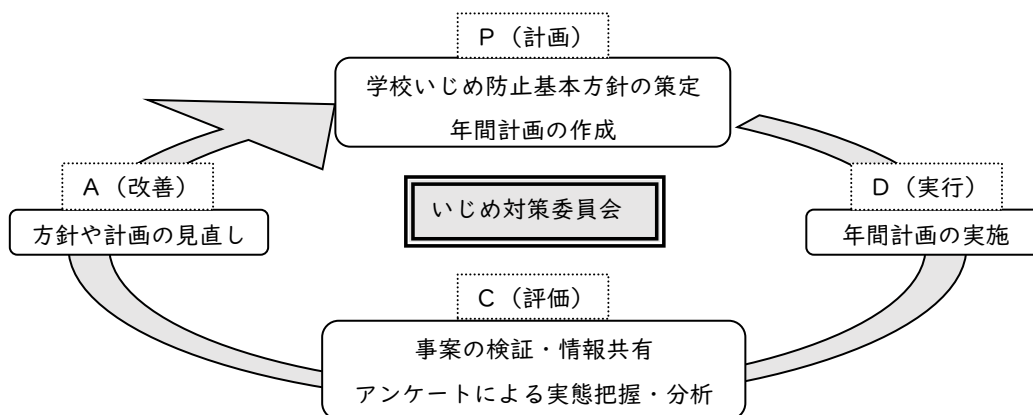 P（計画）
学校いじめ防止基本方針の策定
年間計画の作成
A（改善）
方針や計画の見直し
いじめ対策委員会
D（実行）
年間計画の実施
C（評価）
事案の検証・情報共有
アンケートによる実態把握・分析